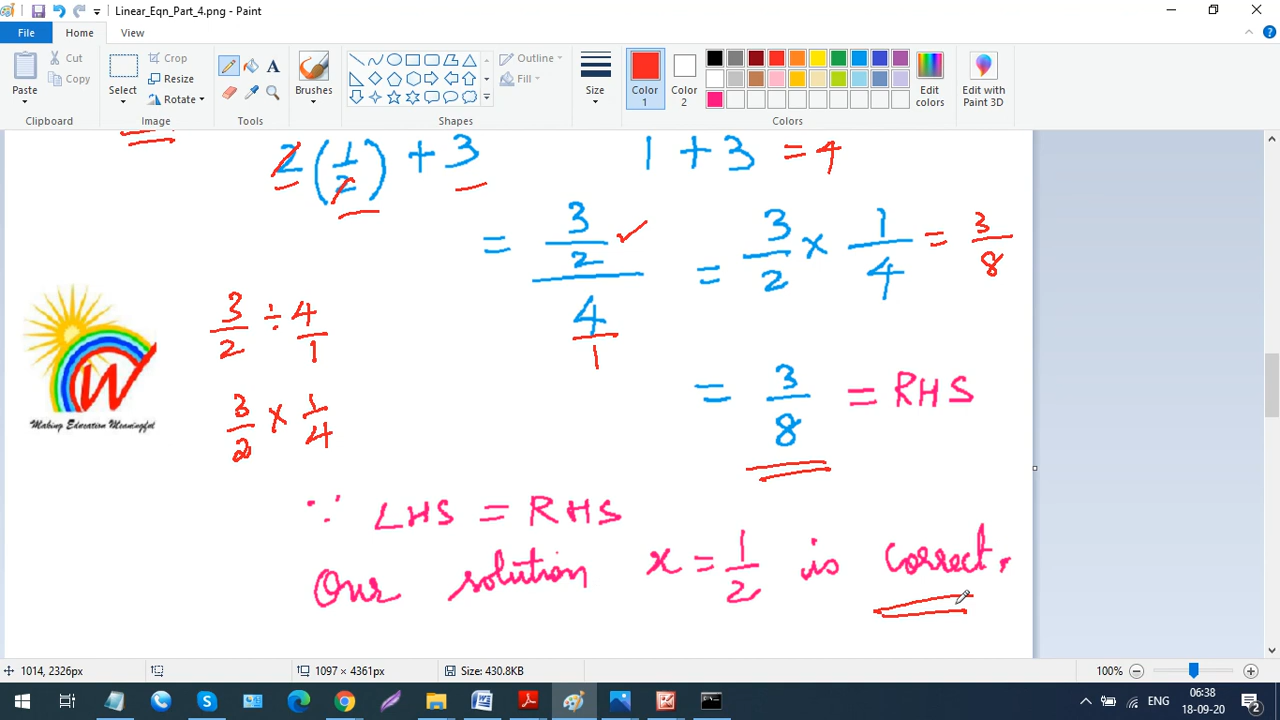 Linear_Eqn_Part_4.png - Paint
File Home View
Paste Cut Copy Clipboard
Select Crop Resize Rotate Image
Tools
Brushes
Outline Fill Shapes
Size
Color 1 Color 2 Edit colors Edit with Paint 3D Colors
2(1/2) + 3 1 + 3 = 4
= 3/2 / 4/1 = 3/2 x 1/4 = 3/8
3/2 ÷ 4/1
Making Education Meaningful
3/2 x 1/4
= 3/8 = RHS
∵ LHS = RHS
Our solution x = 1/2 is correct.
1014, 2326px 1097 × 4361px Size: 430.8KB 100%
ENG 06:38 18-09-20 2